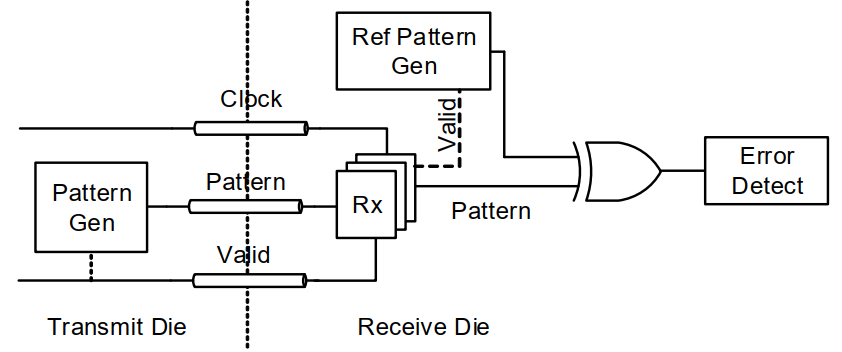 Ref Pattern
Gen
Clock
Valid
Pattern
Gen
Pattern
Rx
Pattern
Error
Detect
Valid
Transmit Die
Receive Die